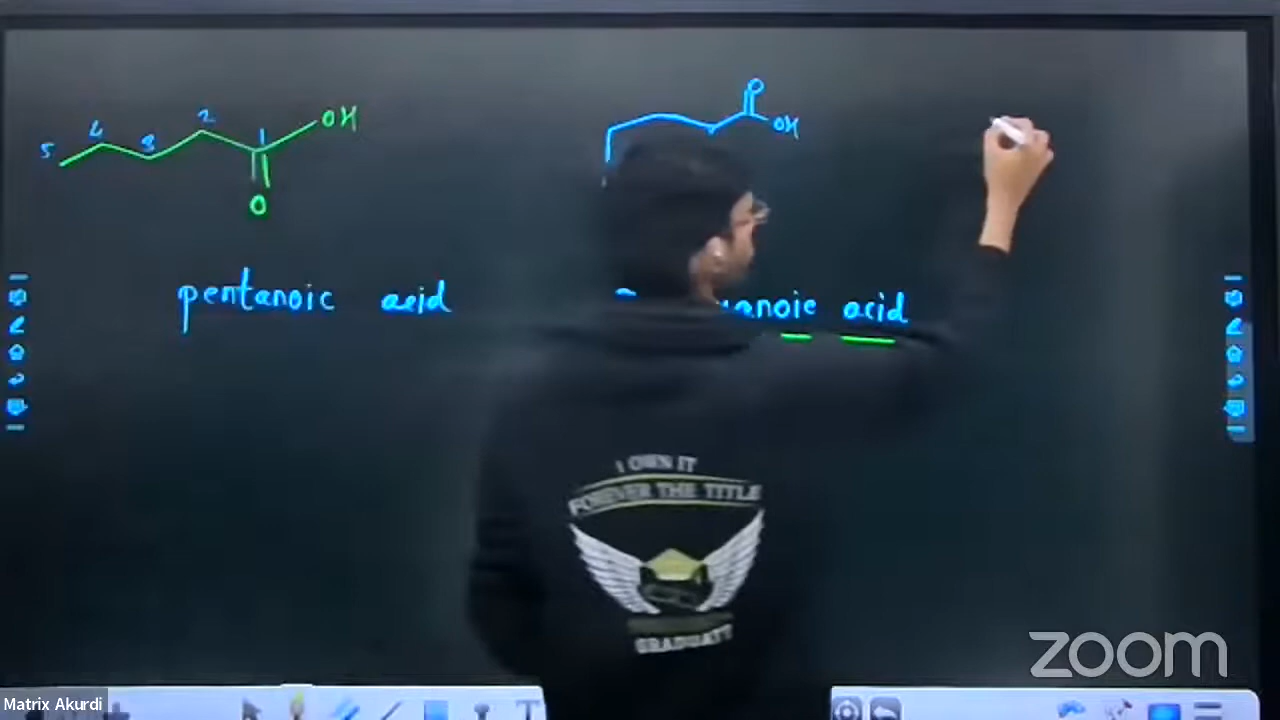 5 4 3 2 1 OH
O
O
OH
pentanoic acid
anoic acid
I OWN IT
FOREVER THE TITLE
GRADUATE
zoom
Matrix Akurdi